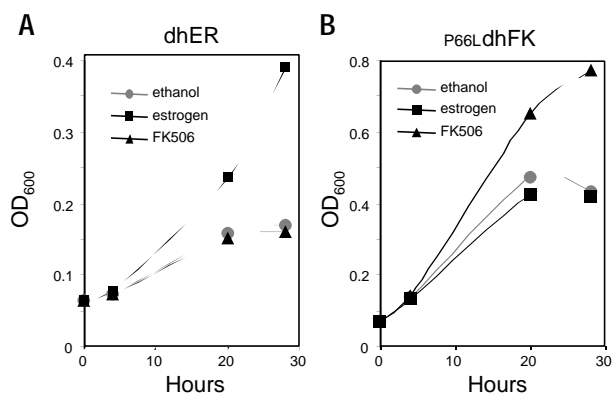 A
dhER
0.4
0.3
0.2
0.1
0
OD600
ethanol
estrogen
FK506
0 10 20 30
Hours
B
P66LdhFK
0.8
0.6
0.4
0.2
0
OD600
ethanol
estrogen
FK506
0 10 20 30
Hours